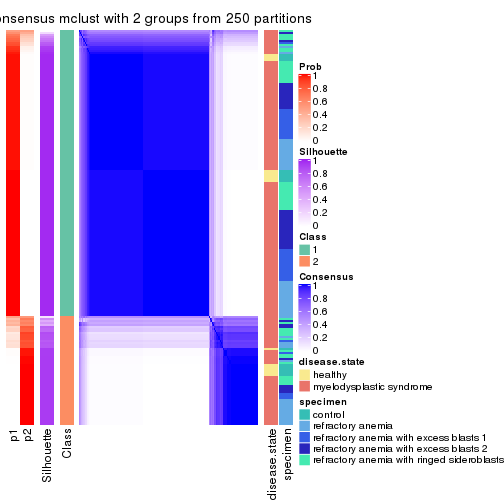 onsensus mclust with 2 groups from 250 partitions
Prob
1
0.8
0.6
0.4
0.2
0
Silhouette
1
0.8
0.6
0.4
0.2
0
Class
1
2
Consensus
1
0.8
0.6
0.4
0.2
0
disease.state
healthy
myelodysplastic syndrome
specimen
control
refractory anemia
refractory anemia with excess blasts 1
refractory anemia with excess blasts 2
refractory anemia with ringed sideroblasts
p1
p2
Silhouette
Class
disease.state
specimen